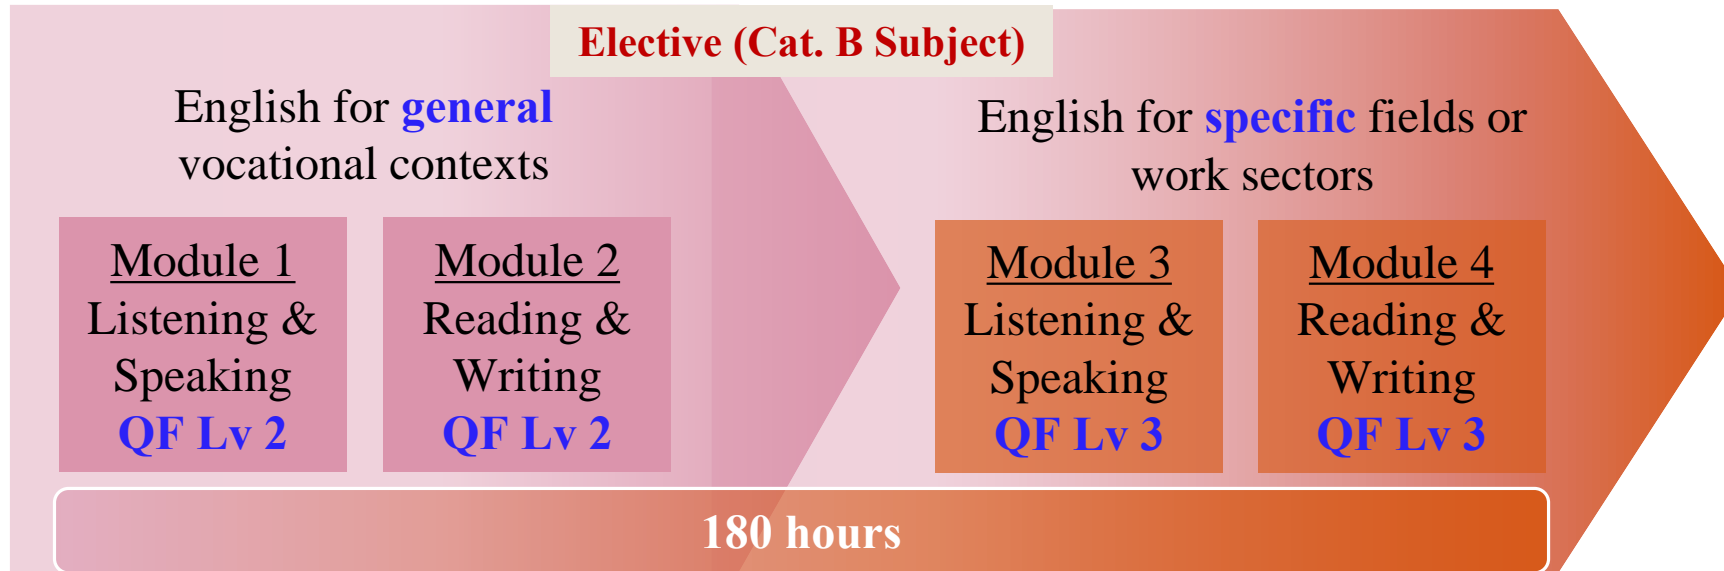 Elective (Cat. B Subject)
English for general
vocational contexts
Module 1
Listening &
Speaking
QF Lv 2
Module 2
Reading &
Writing
QF Lv 2
English for specific fields or
work sectors
Module 3
Listening &
Speaking
QF Lv 3
Module 4
Reading &
Writing
QF Lv 3
180 hours